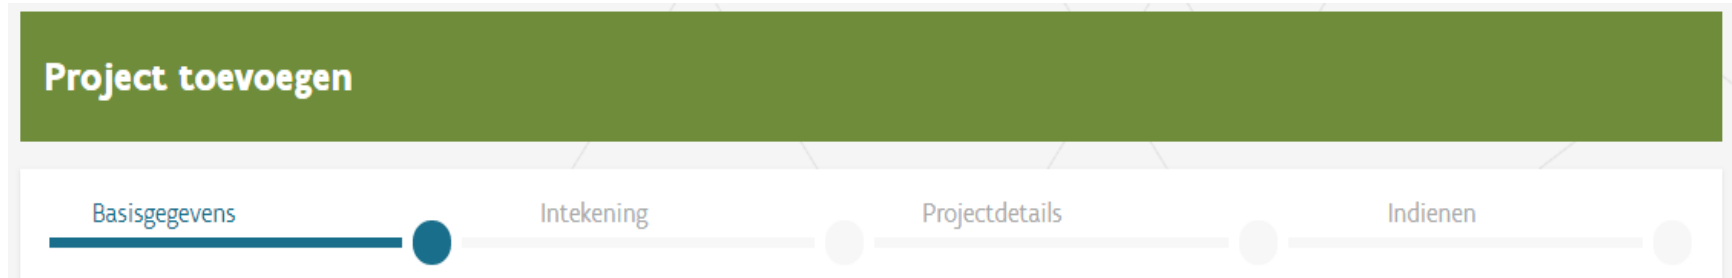 Project toevoegen
Basisgegevens Intekening Projectdetails Indienen